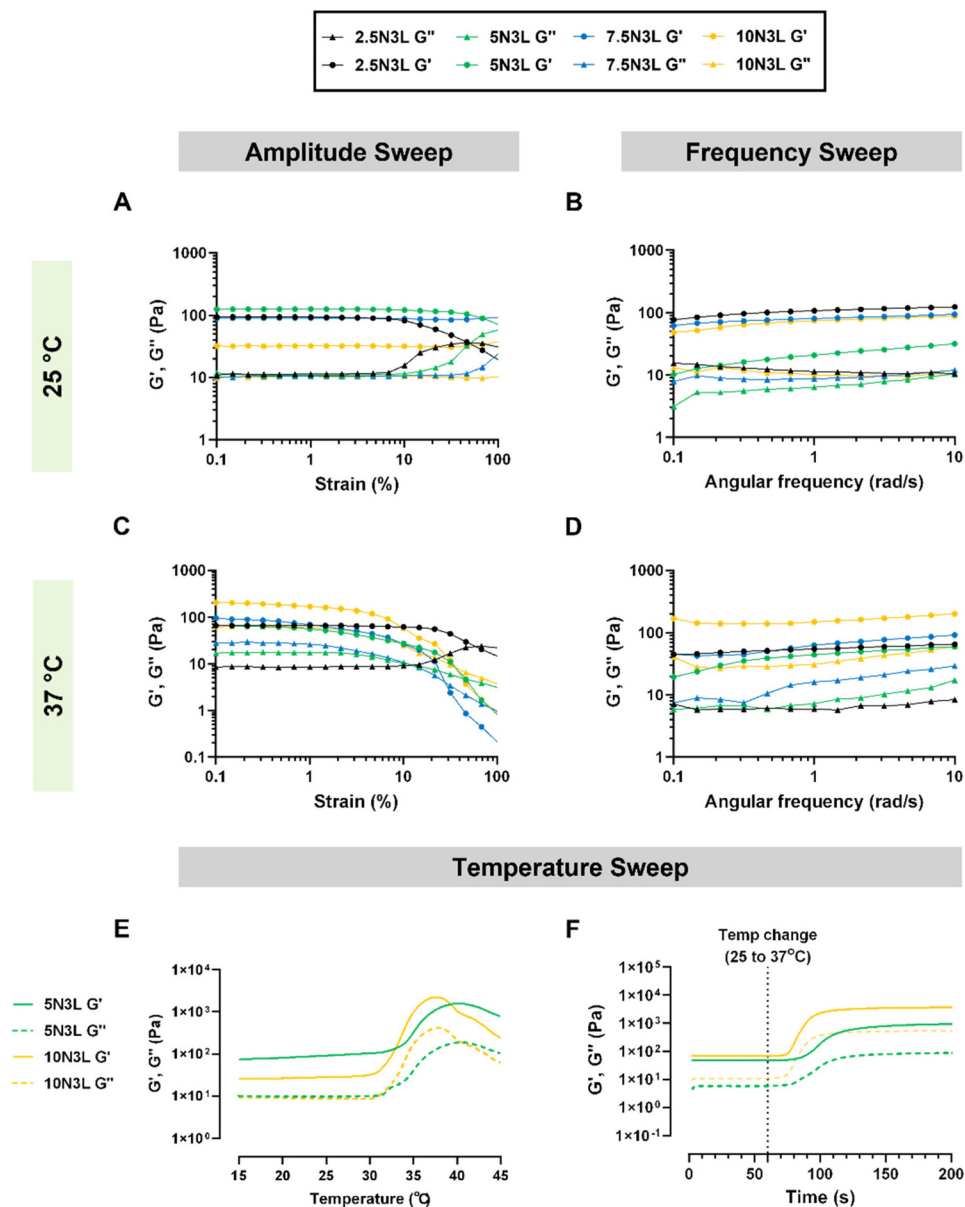 2.5N3L G" 5N3L G" 7.5N3L G' 10N3L G'
2.5N3L G' 5N3L G' 7.5N3L G" 10N3L G"
Amplitude Sweep Frequency Sweep
A B
25 °C
G', G" (Pa)
1000
100
10
1
0.1 1 10 100
Strain (%)
G', G" (Pa)
1000
100
10
1
0.1 1 10
Angular frequency (rad/s)
C D
37 °C
G', G" (Pa)
1000
100
10
1
0.1
0.1 1 10 100
Strain (%)
G', G" (Pa)
1000
100
10
1
0.1 1 10
Angular frequency (rad/s)
Temperature Sweep
E F
5N3L G'
5N3L G"
10N3L G'
10N3L G"
G', G" (Pa)
1×10⁴
1×10³
1×10²
1×10¹
1×10⁰
15 20 25 30 35 40 45
Temperature (°C)
Temp change
(25 to 37°C)
G', G" (Pa)
1×10⁵
1×10⁴
1×10³
1×10²
1×10¹
1×10⁰
1×10⁻¹
0 50 100 150 200
Time (s)